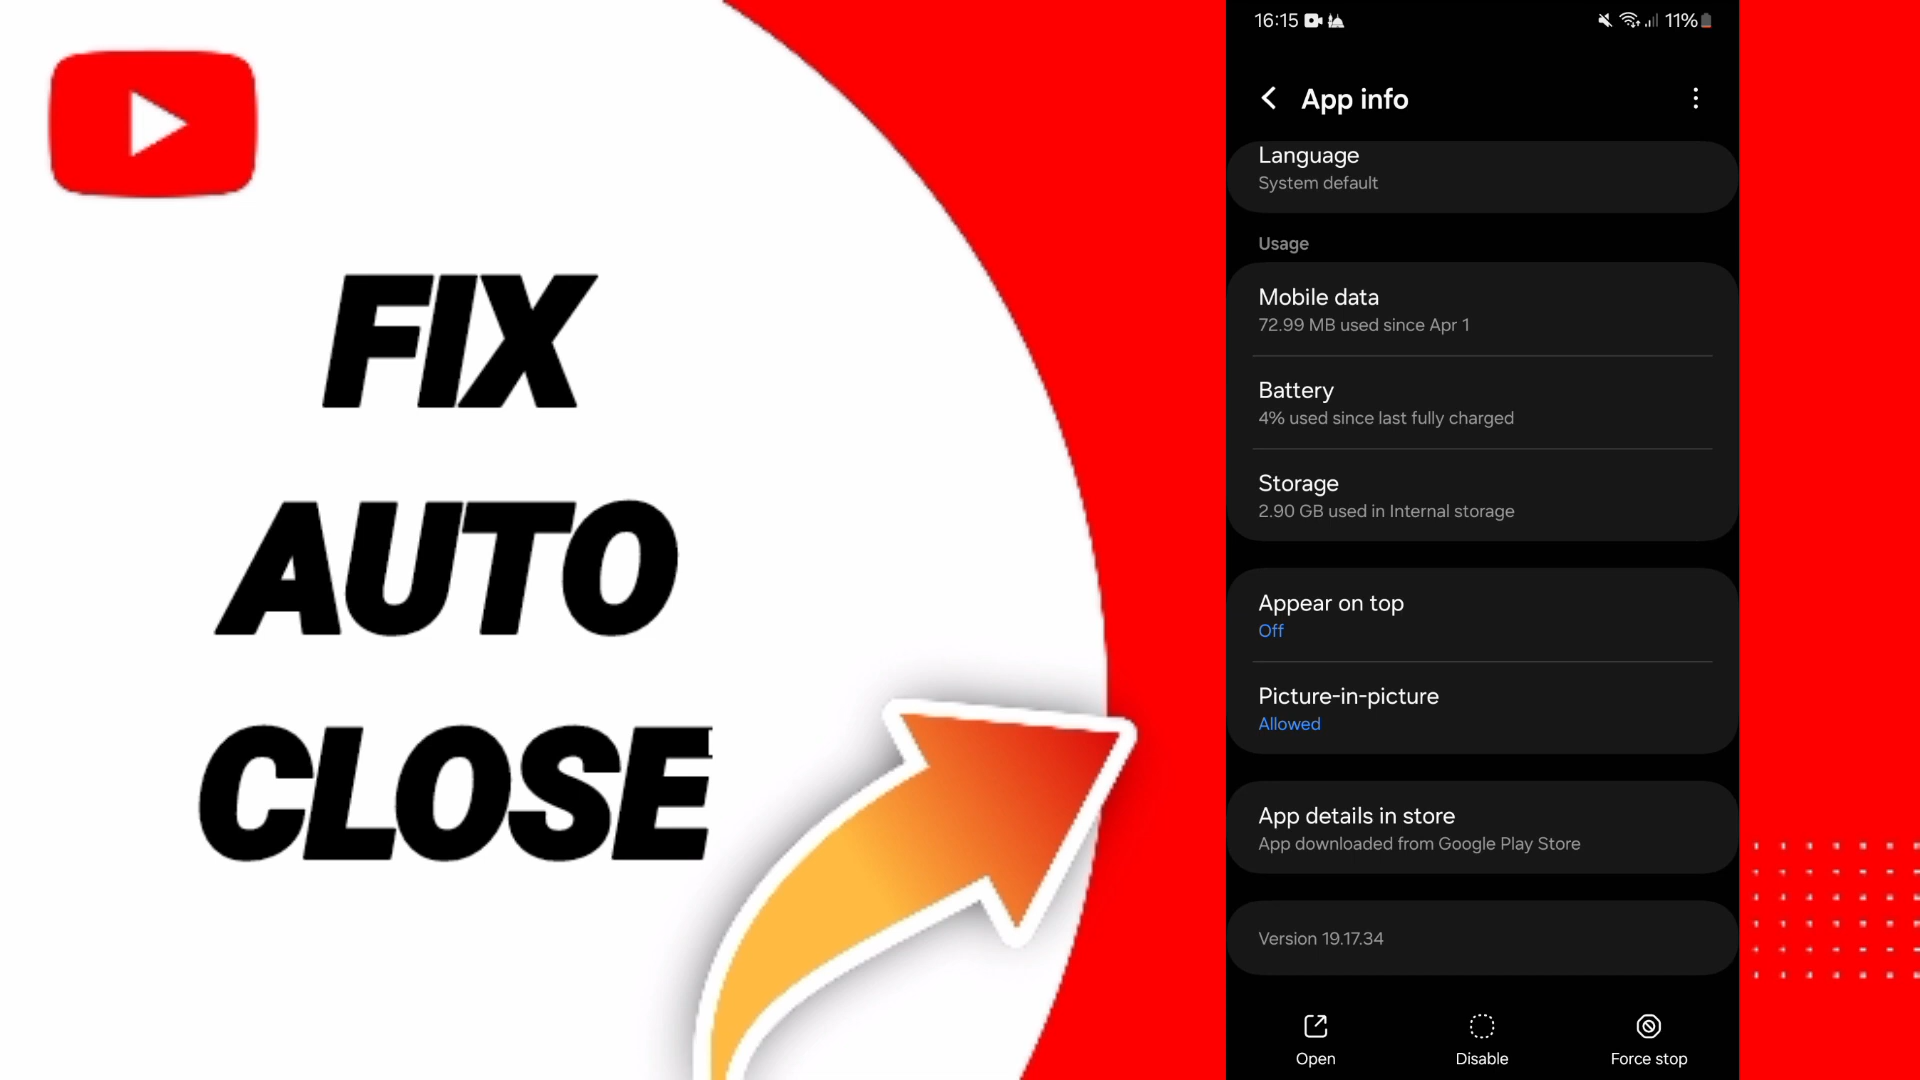 FIX
AUTO
CLOSE
16:15
11%
App info
Language
System default
Usage
Mobile data
72.99 MB used since Apr 1
Battery
4% used since last fully charged
Storage
2.90 GB used in Internal storage
Appear on top
Off
Picture-in-picture
Allowed
App details in store
App downloaded from Google Play Store
Version 19.17.34
Open
Disable
Force stop